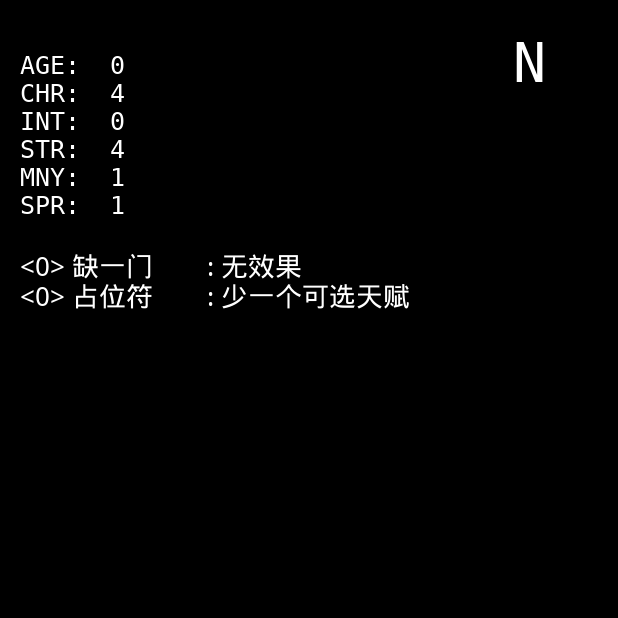 N
AGE: 0
CHR: 4
INT: 0
STR: 4
MNY: 1
SPR: 1
<O> 缺一门 : 无效果
<O> 占位符 : 少一个可选天赋